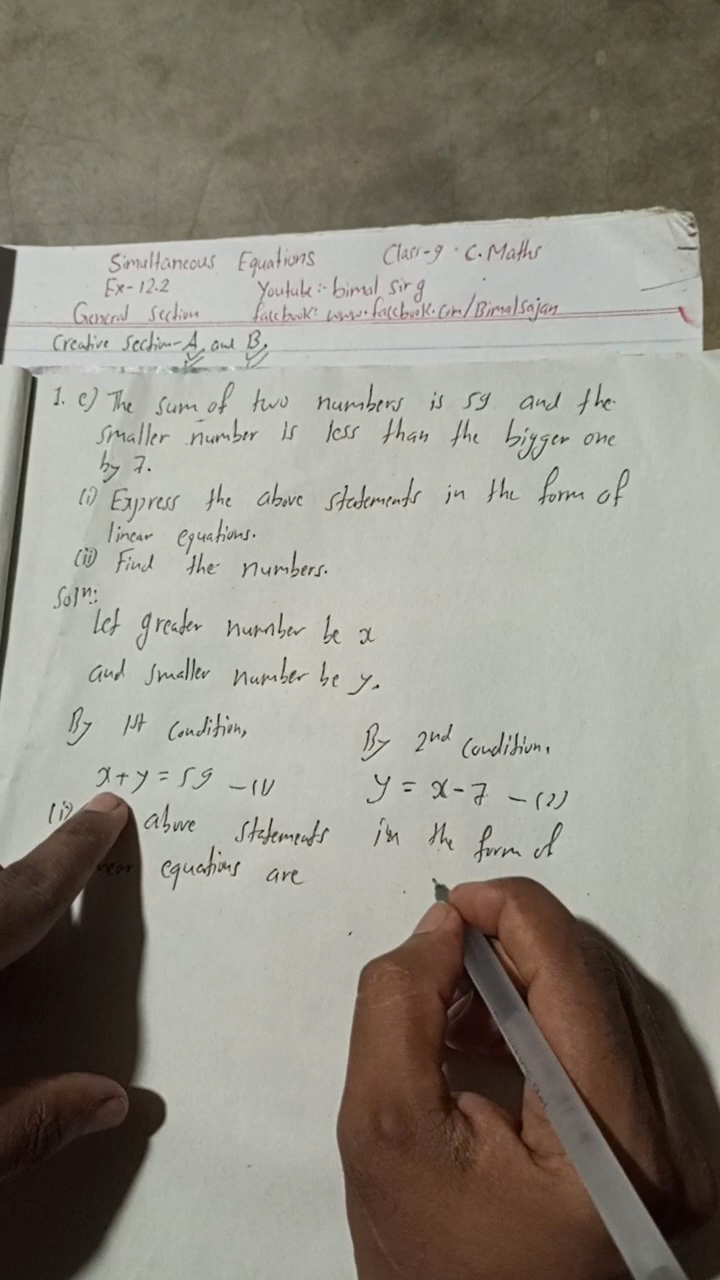 Simultaneous Equations Class-9 C. Maths
Ex-12.2 Youtube:- bimal sir g
General section facebook: www.facebook.com/Bimalsajan
Creative section-A and B.
1. c) The sum of two numbers is 59 and the
smaller number is less than the bigger one
by 7.
(i) Express the above statements in the form of
linear equations.
(ii) Find the numbers.
Soln:
Let greater number be x
and smaller number be y.
By 1st condition,
x+y = 59 -(1)
By 2nd condition,
y = x-7 -(2)
(i) above statements in the form of
equations are